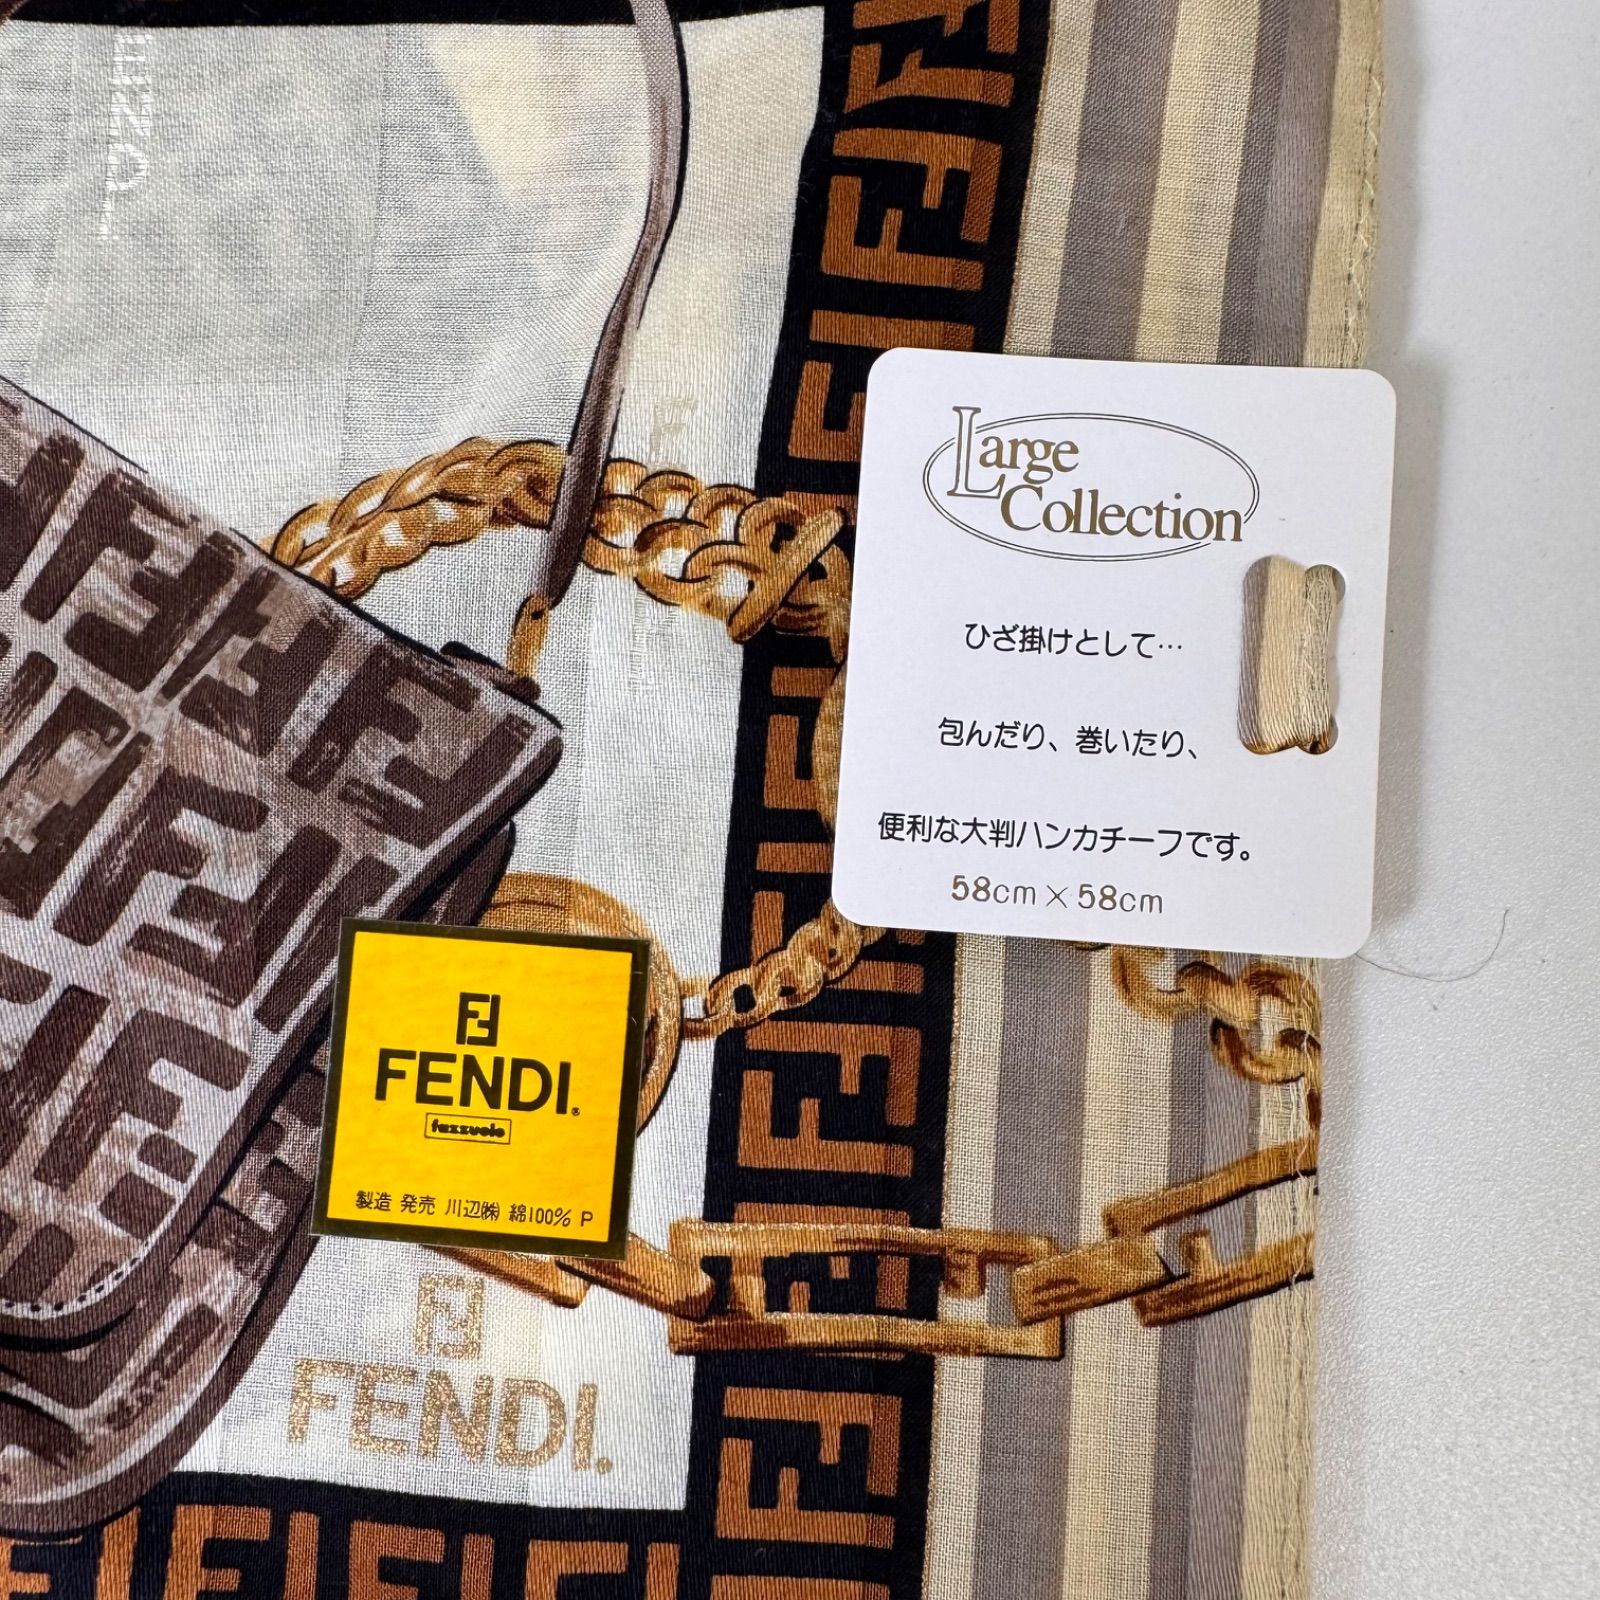 FENDI
Large
Collection
ひざ掛けとして…
包んだり、巻いたり、
便利な大判ハンカチーフです。
58cm×58cm
FENDI®
fazzuolo
製造 発売 川辺㈱ 綿100% P
FENDI.